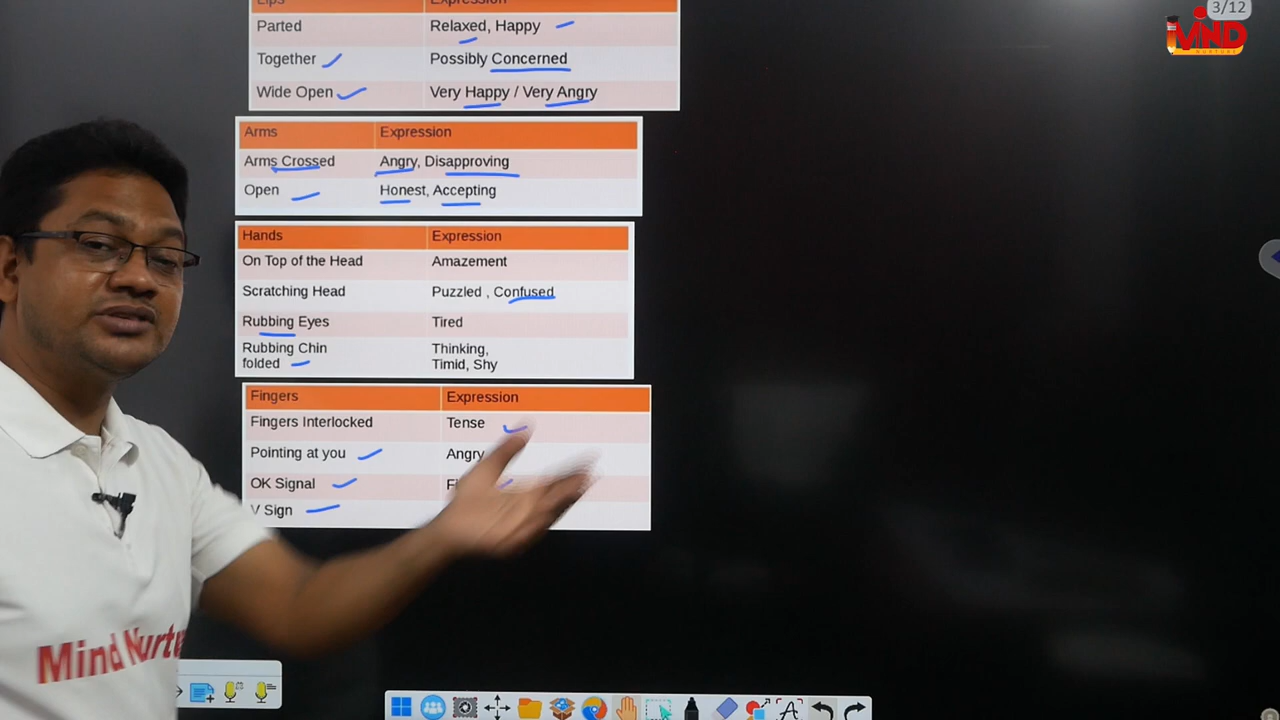 Lips Expression
Parted Relaxed, Happy
Together Possibly Concerned
Wide Open Very Happy / Very Angry
Arms Expression
Arms Crossed Angry, Disapproving
Open Honest, Accepting
Hands Expression
On Top of the Head Amazement
Scratching Head Puzzled , Confused
Rubbing Eyes Tired
Rubbing Chin Thinking,
folded Timid, Shy
Fingers Expression
Fingers Interlocked Tense
Pointing at you Angry
OK Signal
V Sign
3/12
MIND
NURTURE
Mind Nurtu